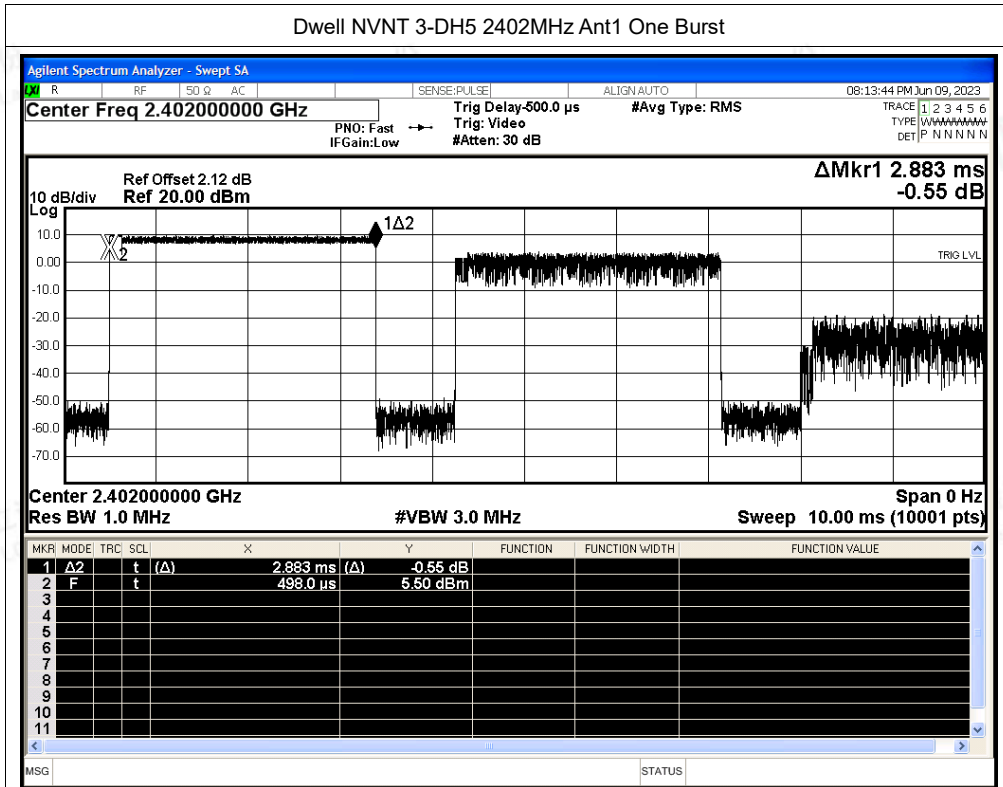 Dwell NVNT 3-DH5 2402MHz Ant1 One Burst
Agilent Spectrum Analyzer - Swept SA
LXI R RF 50 Ω AC SENSE:PULSE ALIGN AUTO 08:13:44 PM Jun 09, 2023
Center Freq 2.402000000 GHz
PNO: Fast
IFGain:Low
Trig Delay-500.0 µs
Trig: Video
#Atten: 30 dB
#Avg Type: RMS
TRACE 1 2 3 4 5 6
TYPE WWWWWW
DET P N N N N N
ΔMkr1 2.883 ms
-0.55 dB
10 dB/div
Log
Ref Offset 2.12 dB
Ref 20.00 dBm
10.0
0.00
-10.0
-20.0
-30.0
-40.0
-50.0
-60.0
-70.0
1Δ2
2
TRIG LVL
Center 2.402000000 GHz Span 0 Hz
Res BW 1.0 MHz #VBW 3.0 MHz Sweep 10.00 ms (10001 pts)
MKR MODE TRC SCL X Y FUNCTION FUNCTION WIDTH FUNCTION VALUE
1 Δ2 t (Δ) 2.883 ms (Δ) -0.55 dB
2 F t 498.0 µs 5.50 dBm
3
4
5
6
7
8
9
10
11
MSG STATUS